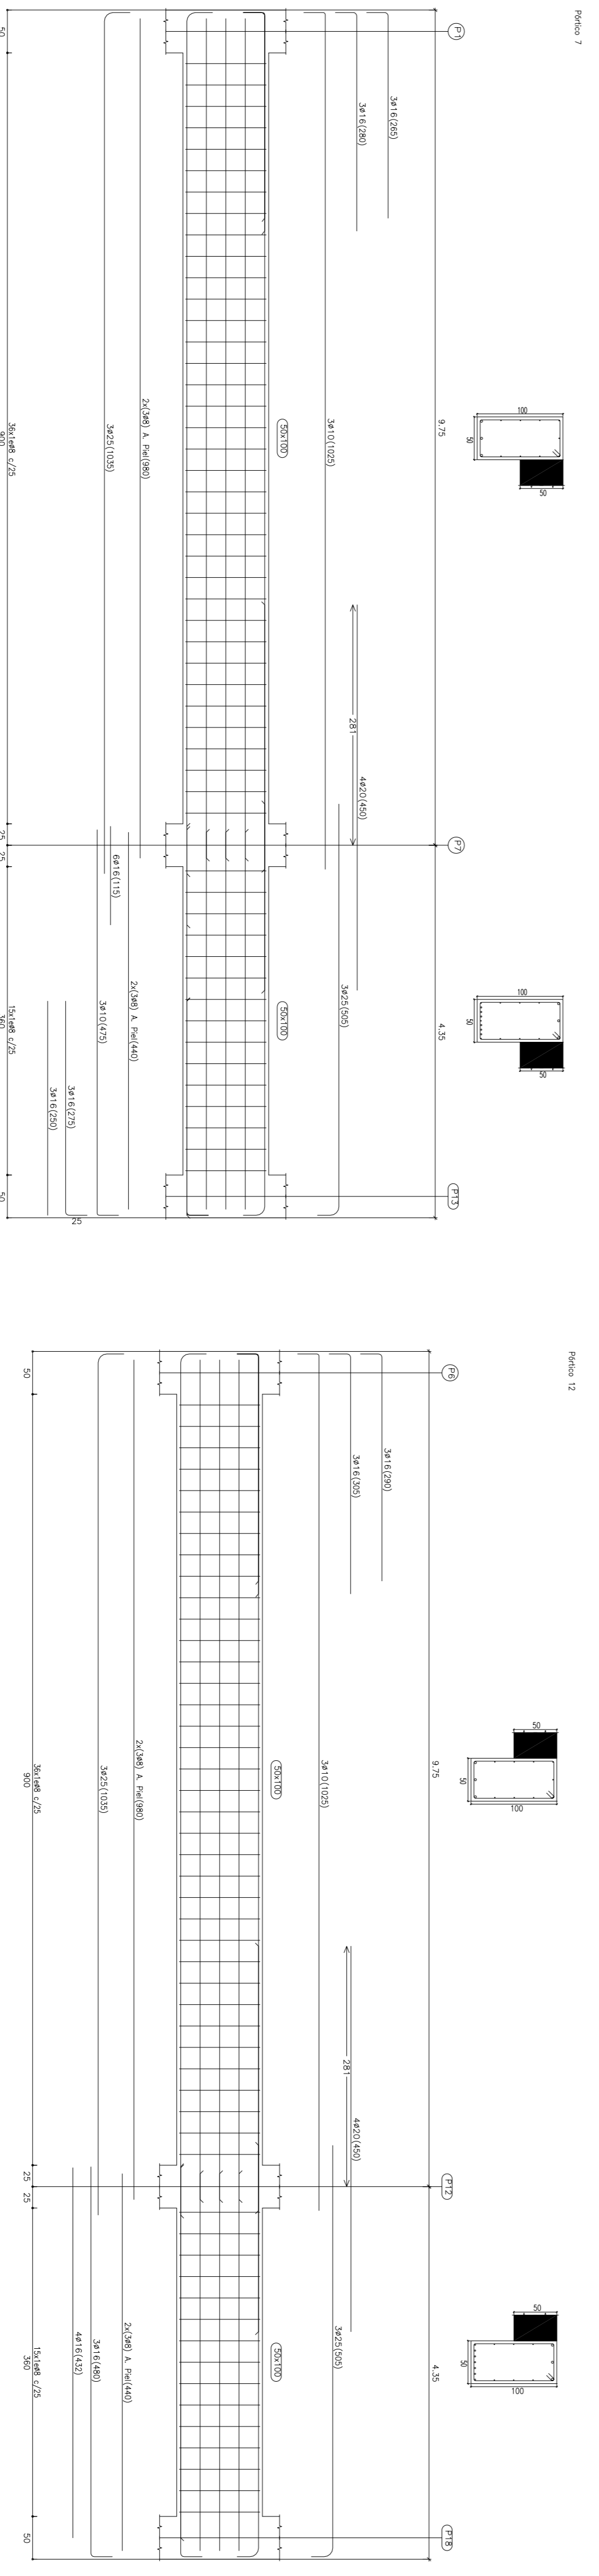 Pórtico 7
100
50
50
100
50
50
P1
P7
P13
9.75
4.35
3ø16(265)
3ø16(280)
4ø20(450)
281
3ø10(1025)
3ø25(505)
50x100
50x100
2x(3ø8) A. Piel(980)
2x(3ø8) A. Piel(440)
3ø25(1035)
6ø16(115)
3ø10(475)
3ø16(275)
3ø16(250)
25
36x1eø8 c/25
15x1eø8 c/25
50
900
25
25
360
50
Pórtico 12
50
50
100
50
50
100
P6
P12
P18
9.75
4.35
3ø16(290)
3ø16(305)
4ø20(450)
281
3ø10(1025)
3ø25(505)
50x100
50x100
2x(3ø8) A. Piel(980)
2x(3ø8) A. Piel(440)
3ø25(1035)
3ø16(480)
4ø16(432)
36x1eø8 c/25
15x1eø8 c/25
50
900
25
25
360
50